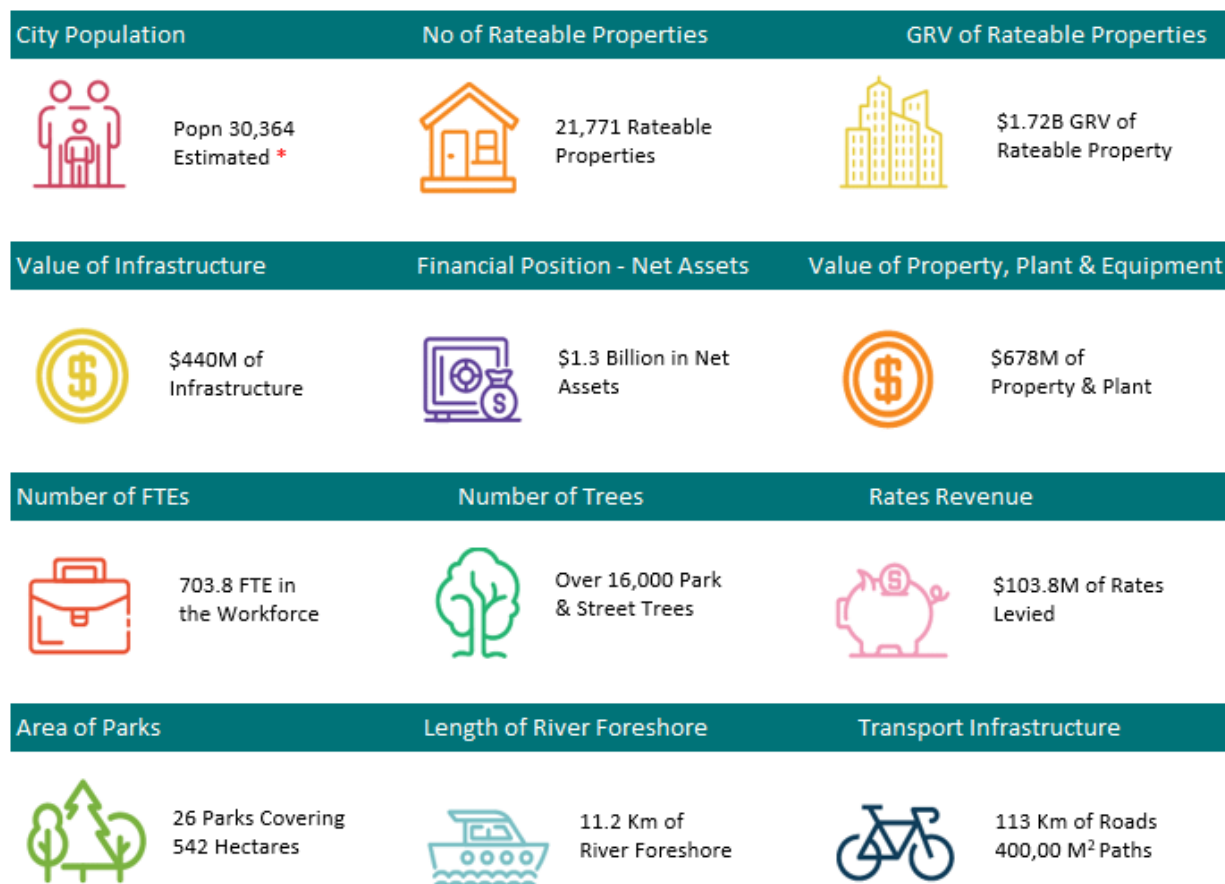 City Population
No of Rateable Properties
GRV of Rateable Properties
Popn 30,364
Estimated *
21,771 Rateable
Properties
$1.72B GRV of
Rateable Property
Value of Infrastructure
Financial Position - Net Assets
Value of Property, Plant & Equipment
$440M of
Infrastructure
$1.3 Billion in Net
Assets
$678M of
Property & Plant
Number of FTEs
Number of Trees
Rates Revenue
703.8 FTE in
the Workforce
Over 16,000 Park
& Street Trees
$103.8M of Rates
Levied
Area of Parks
Length of River Foreshore
Transport Infrastructure
26 Parks Covering
542 Hectares
11.2 Km of
River Foreshore
113 Km of Roads
400,00 M² Paths